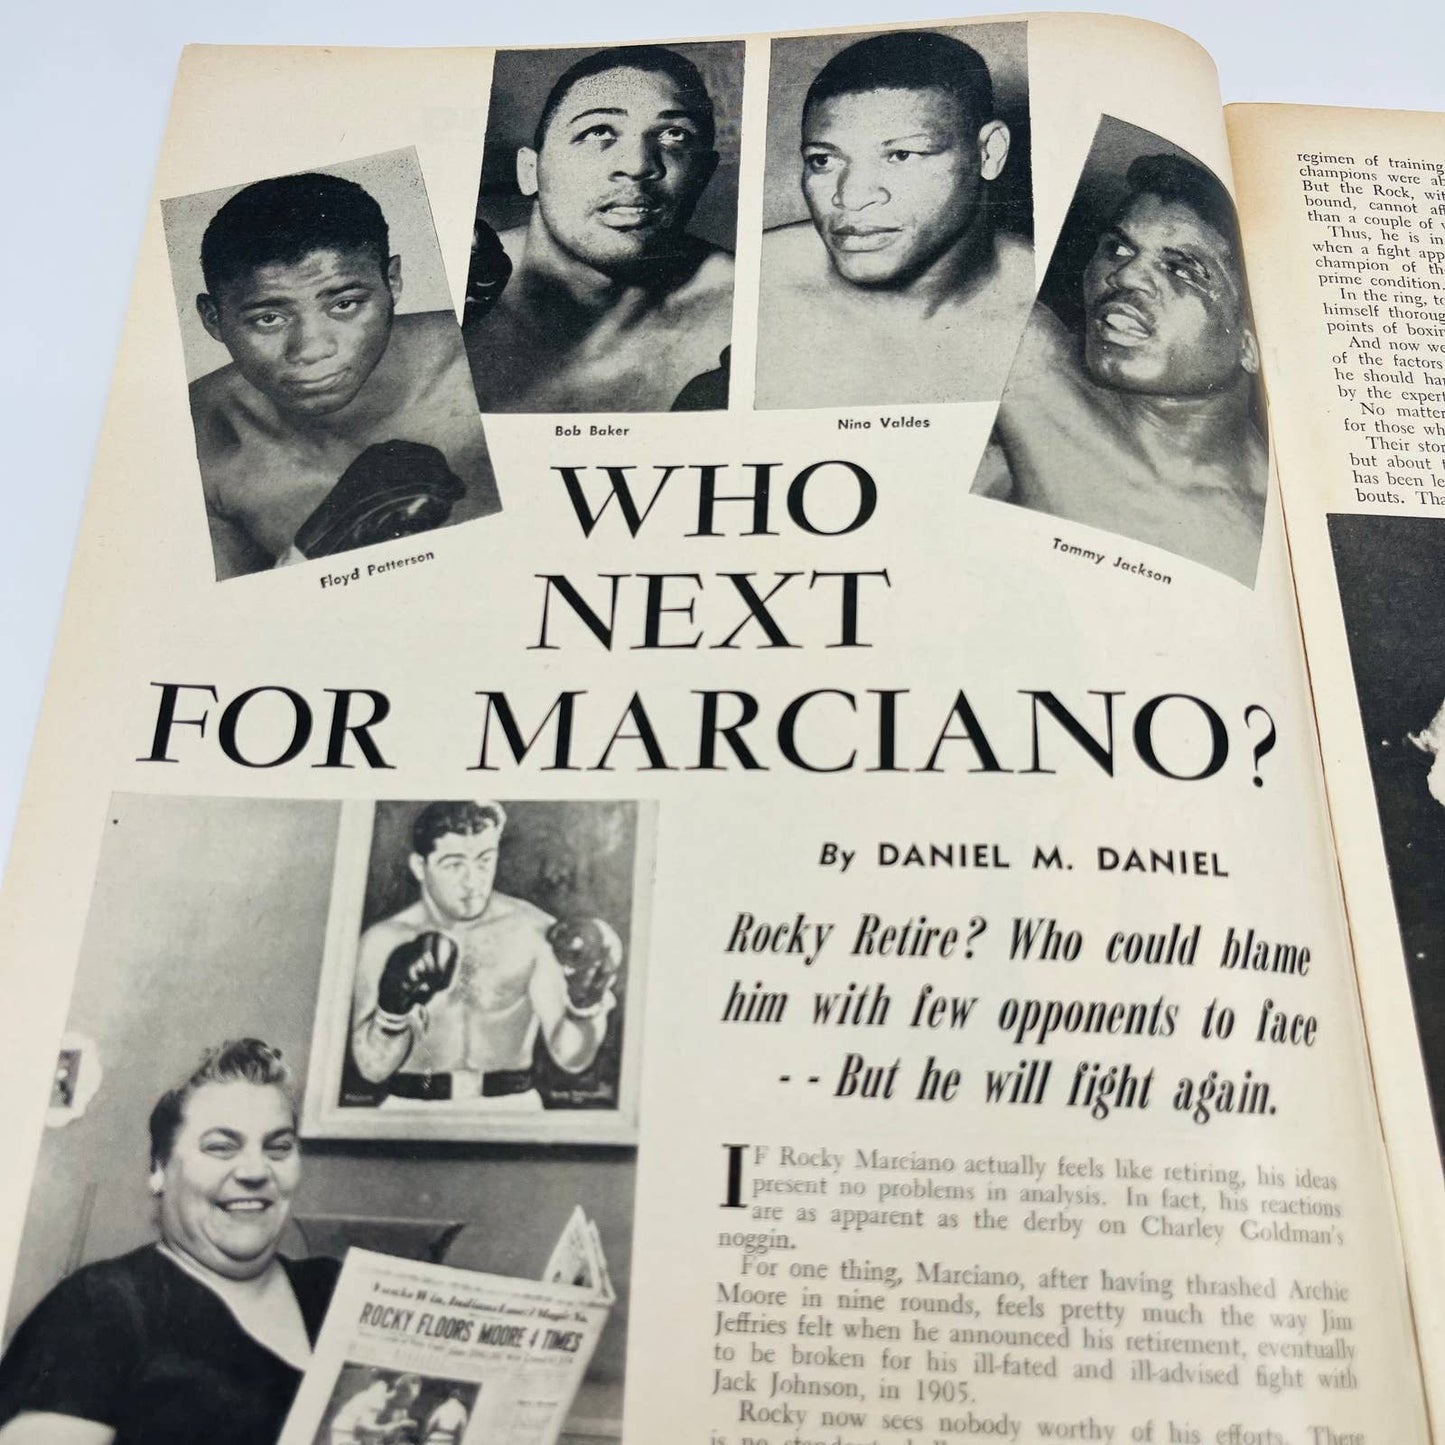 Bob Baker
Nino Valdes
Floyd Patterson
Tommy Jackson
WHO
NEXT
FOR MARCIANO?
By DANIEL M. DANIEL
Rocky Retire? Who could blame
him with few opponents to face
-- But he will fight again.
IF Rocky Marciano actually feels like retiring, his ideas
present no problems in analysis. In fact, his reactions
are as apparent as the derby on Charley Goldman's
noggin.
For one thing, Marciano, after having thrashed Archie
Moore in nine rounds, feels pretty much the way Jim
Jeffries felt when he announced his retirement, eventually
to be broken for his ill-fated and ill-advised fight with
Jack Johnson, in 1905.
Rocky now sees nobody worthy of his efforts. There
is no
ROCKY FLOORS MOORE 4 TIMES
regimen of training
champions were
But the Rock,
bound, cannot
than a couple of
Thus, he is in
when a fight
champion of
prime condition.
In the ring,
himself
points of
And now
of the factors
he should
by the
No matter
for those
Their
but about
has been
bouts.